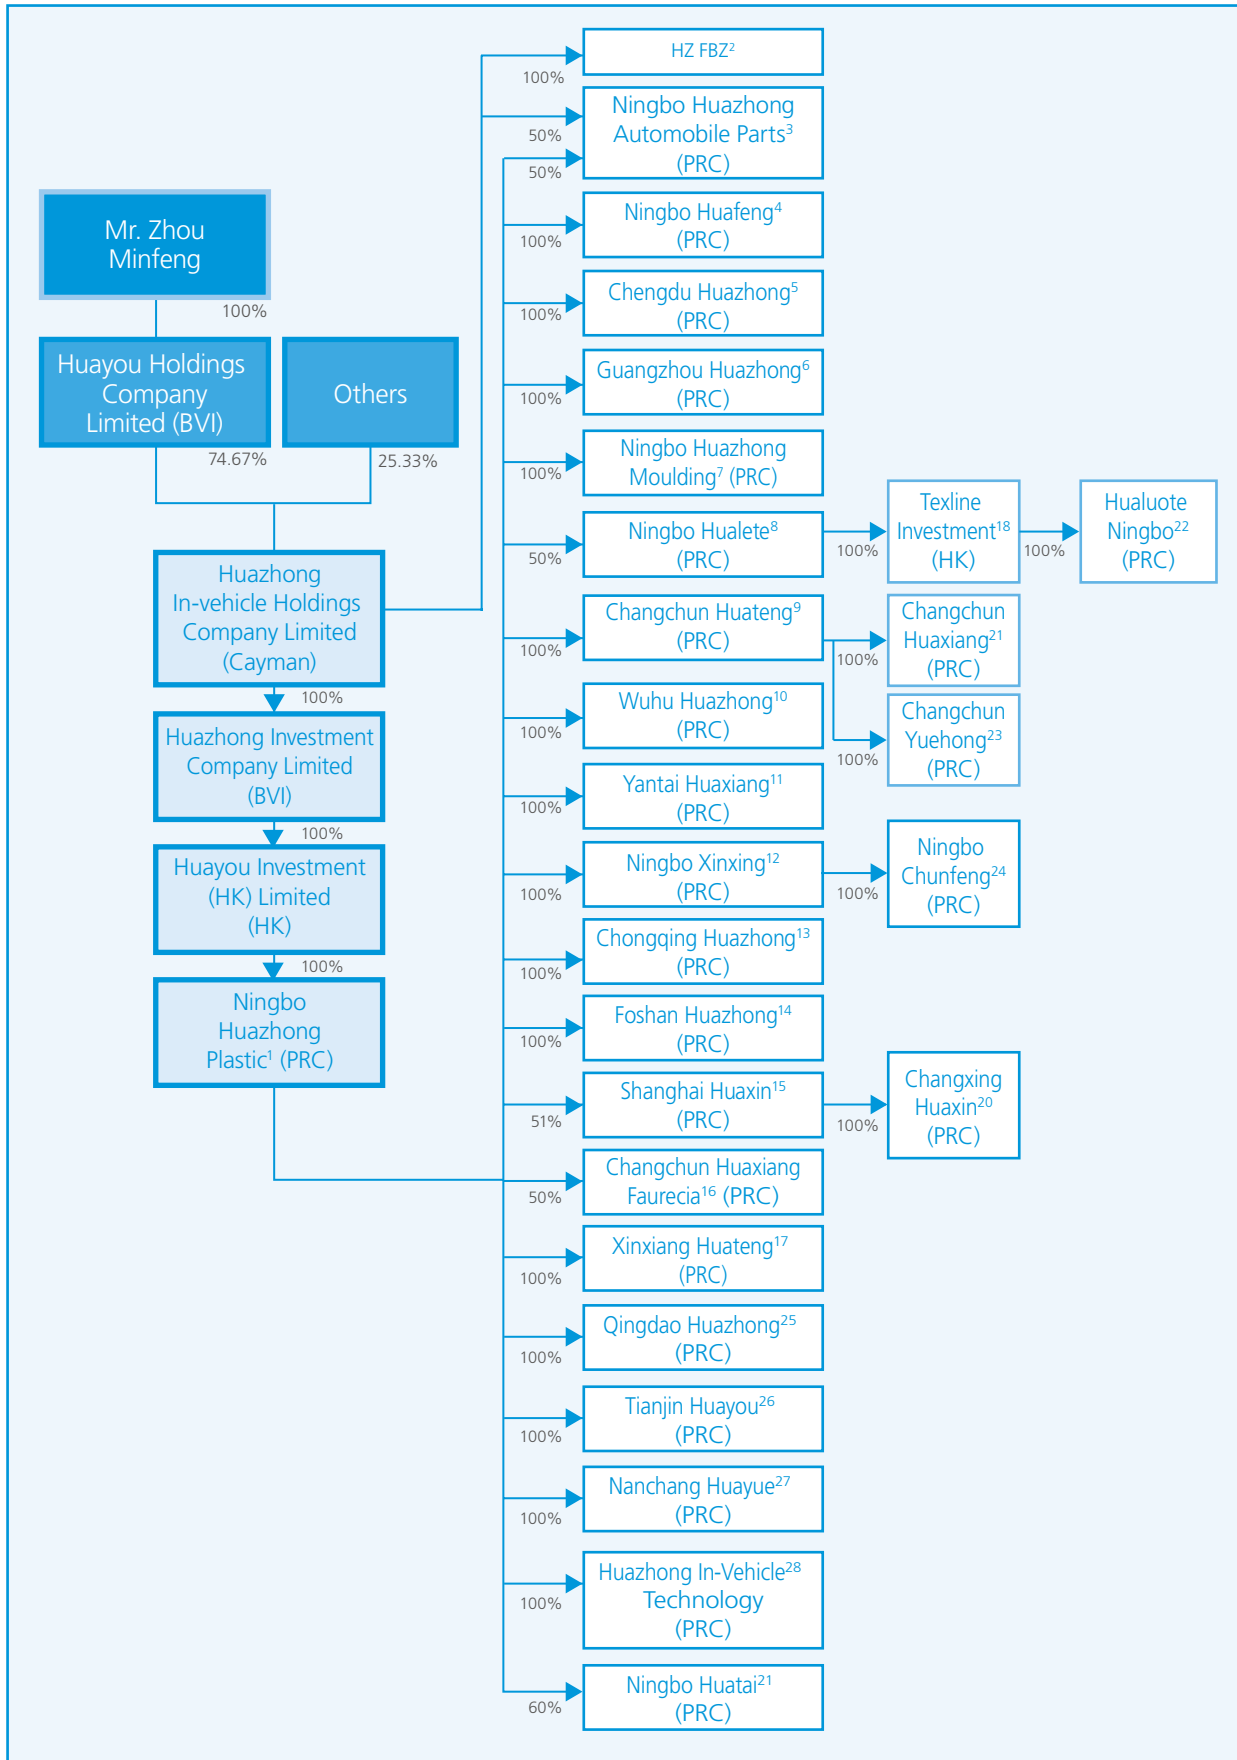 Mr. Zhou
Minfeng
100%
Huayou Holdings
Company
Limited (BVI)
74.67%
Others
25.33%
Huazhong
In-vehicle Holdings
Company Limited
(Cayman)
100%
Huazhong Investment
Company Limited
(BVI)
100%
Huayou Investment
(HK) Limited
(HK)
100%
Ningbo
Huazhong
Plastic¹ (PRC)
HZ FBZ²
100%
Ningbo Huazhong
Automobile Parts³
(PRC)
50%
50%
Ningbo Huafeng⁴
(PRC)
100%
Chengdu Huazhong⁵
(PRC)
100%
Guangzhou Huazhong⁶
(PRC)
100%
Ningbo Huazhong
Moulding⁷ (PRC)
100%
Ningbo Hualete⁸
(PRC)
50%
100%
Texline
Investment¹⁸
(HK)
100%
Hualuote
Ningbo²²
(PRC)
Changchun Huateng⁹
(PRC)
100%
100%
Changchun
Huaxiang²¹
(PRC)
100%
Changchun
Yuehong²³
(PRC)
Wuhu Huazhong¹⁰
(PRC)
100%
Yantai Huaxiang¹¹
(PRC)
100%
Ningbo Xinxing¹²
(PRC)
100%
100%
Ningbo
Chunfeng²⁴
(PRC)
Chongqing Huazhong¹³
(PRC)
100%
Foshan Huazhong¹⁴
(PRC)
100%
Shanghai Huaxin¹⁵
(PRC)
51%
100%
Changxing
Huaxin²⁰
(PRC)
Changchun Huaxiang
Faurecia¹⁶ (PRC)
50%
Xinxiang Huateng¹⁷
(PRC)
100%
Qingdao Huazhong²⁵
(PRC)
100%
Tianjin Huayou²⁶
(PRC)
100%
Nanchang Huayue²⁷
(PRC)
100%
Huazhong In-Vehicle²⁸
Technology
(PRC)
100%
Ningbo Huatai²¹
(PRC)
60%